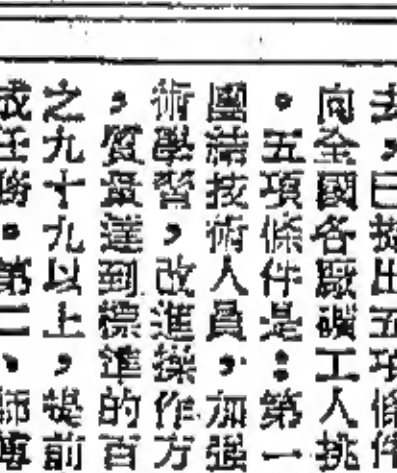 去，已提出五項條件
向全國各廠礦工人挑
。五項條件是：第一
團結技術人員，加强
術學習，改進操作方
，質量達到標準的百
之九十九以上，提前
成任務。第二、師傅